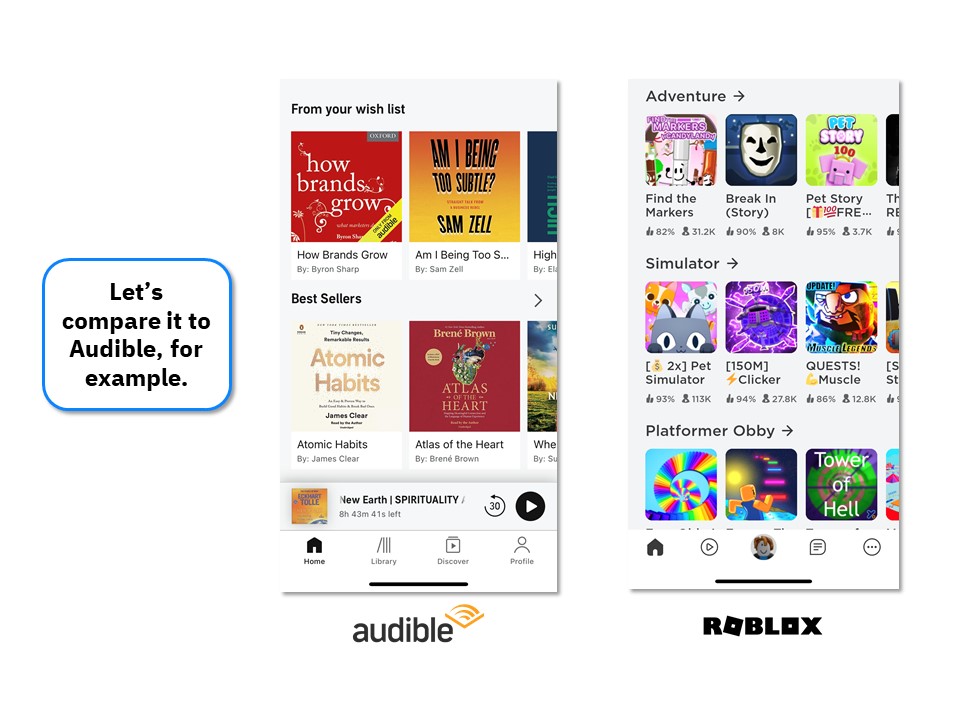 Let's
compare it to
Audible, for
example.
From your wish list
OXFORD
how
brands
grow
what marketers
Byron Shar
ONLY FROM
audible
AM I BEING
TOO SUBTLE?
STRAIGHT TALK FROM
A BUSINESS REBEL
SAM ZELL
HIGH
How Brands Grow
By: Byron Sharp
Am I Being Too S...
By: Sam Zell
High
By: Ela
Best Sellers
Tiny Changes,
Remarkable Results
Atomic
Habits
An Easy & Proven Way to
Build Good Habits & Break Bad Ones
James Clear
Read by the Author
Brené Brown
ATLAS
OF THE
HEART
Atomic Habits
By: James Clear
Atlas of the Heart
By: Brené Brown
Whe
By: Su
ECKHART
TOLLE
New Earth | SPIRITUALITY
8h 43m 41s left
30
Home
Library
Discover
Profile
audible
Adventure →
FIND THE
MARKERS
CANDYLAND
PET
STORY
100
Find the
Markers
Break In
(Story)
Pet Story
[🎁💯FRE...
Th
RE
82% 31.2K
90% 8K
95% 3.7K
Simulator →
UPDATE!
MUSCLE LEGENDS
[💰 2x] Pet
Simulator
[150M]
⚡Clicker
QUESTS!
💪Muscle
[S
St
93% 113K
94% 27.8K
86% 12.8K
Platformer Obby →
Tower
of
Hell
ROBLOX